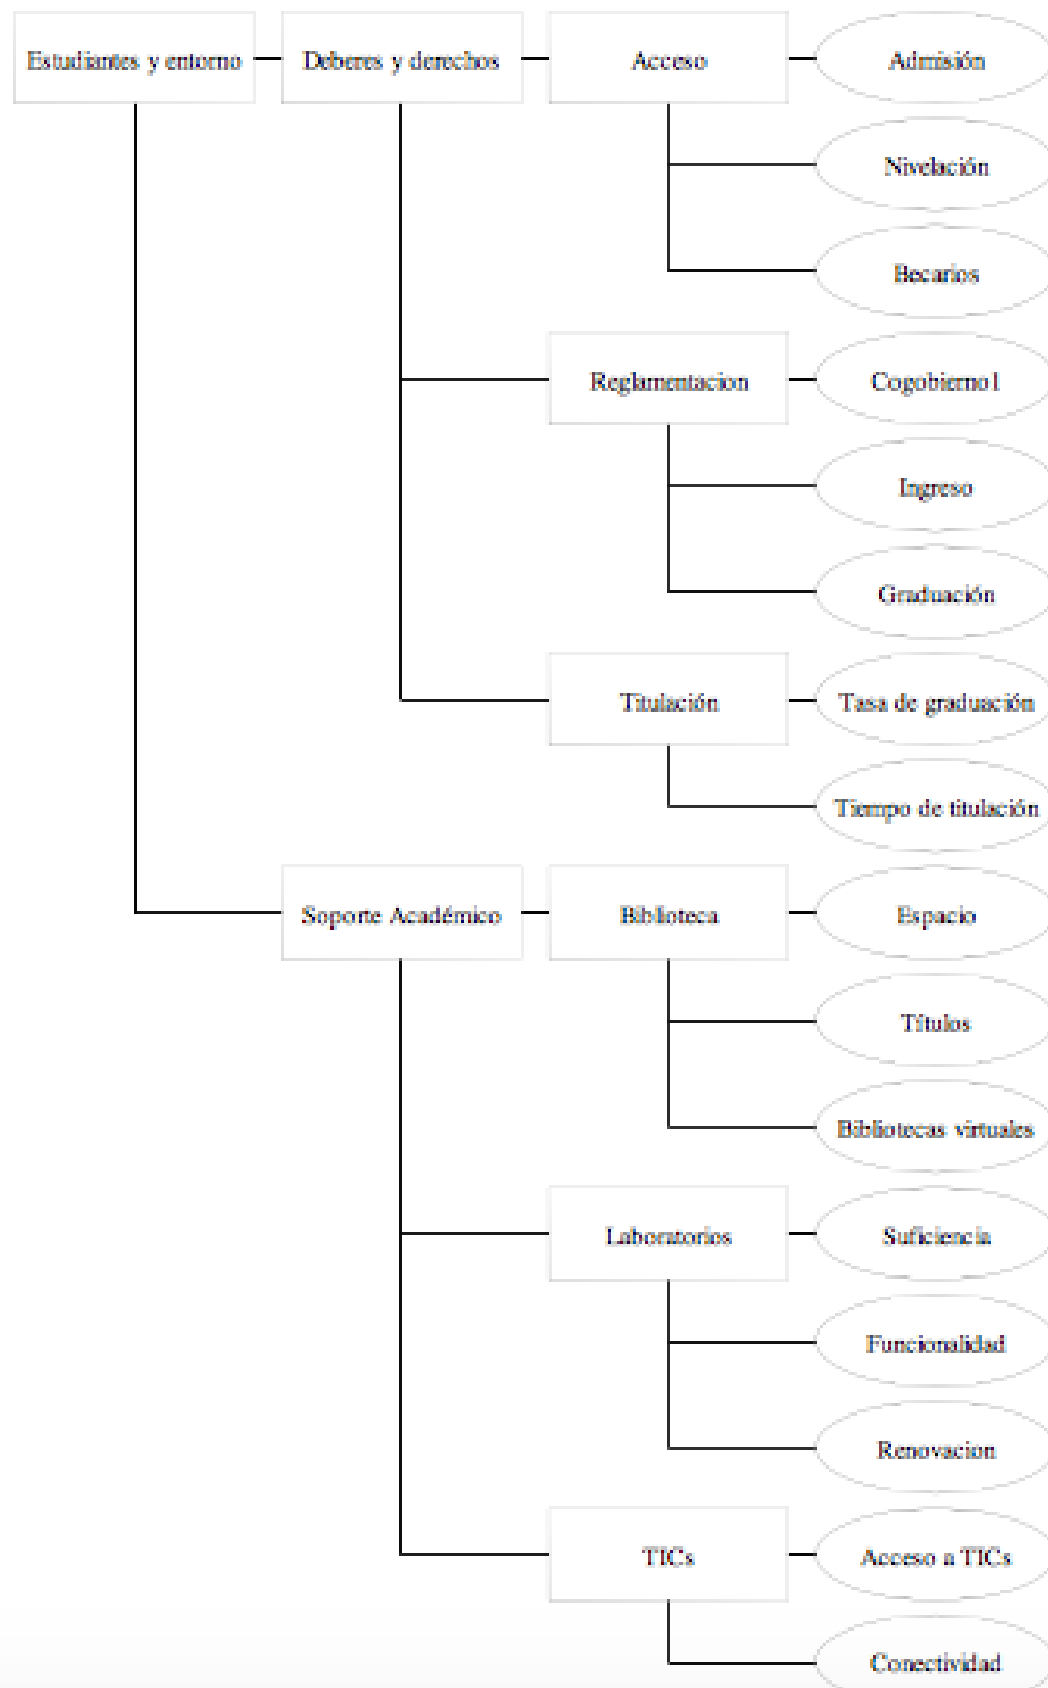 Estudiantes y entorno
Deberes y derechos
Acceso
Admisión
Nivelación
Becarios
Reglamentacion
Cogobierno1
Ingreso
Graduación
Titulación
Tasa de graduación
Tiempo de titulación
Soporte Académico
Biblioteca
Espacio
Títulos
Bibliotecas virtuales
Laboratorios
Suficiencia
Funcionalidad
Renovacion
TICs
Acceso a TICs
Conectividad